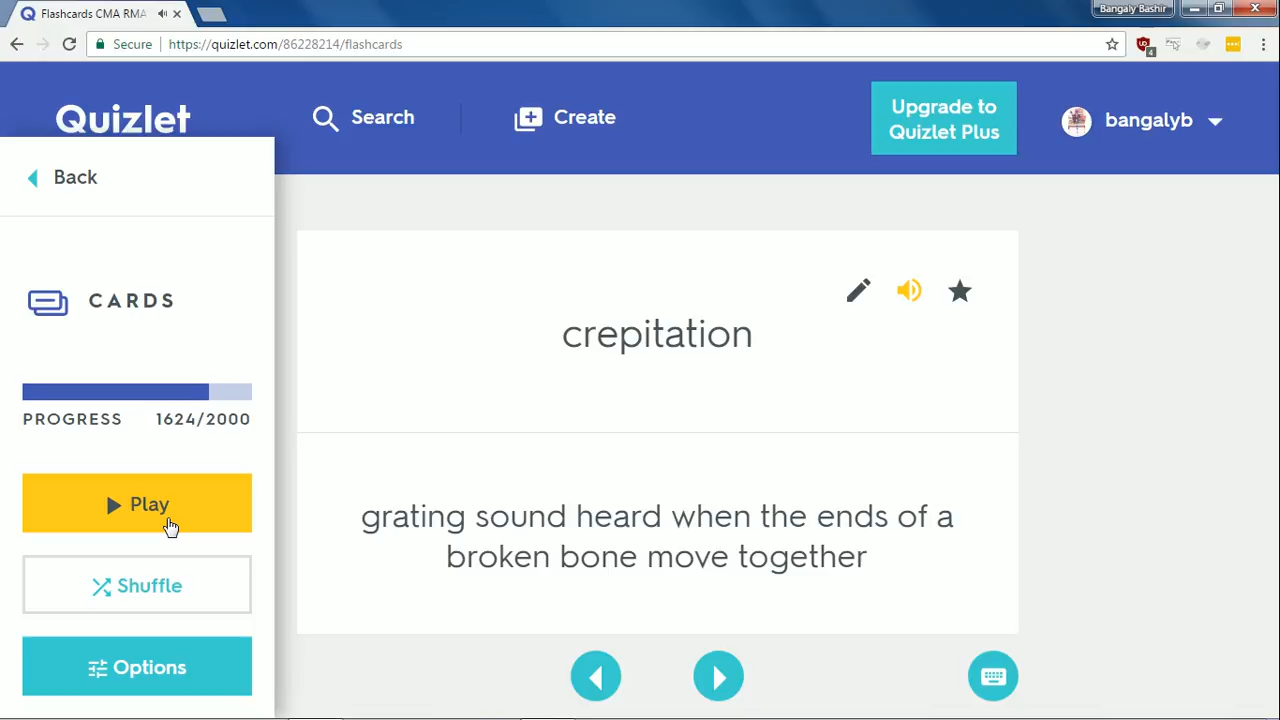 Flashcards CMA RMA
Bangaly Bashir
Secure
https://quizlet.com/86228214/flashcards
4
Quizlet
Search
Create
Upgrade to
Quizlet Plus
bangalyb
Back
CARDS
PROGRESS 1624/2000
Play
Shuffle
Options
crepitation
grating sound heard when the ends of a
broken bone move together